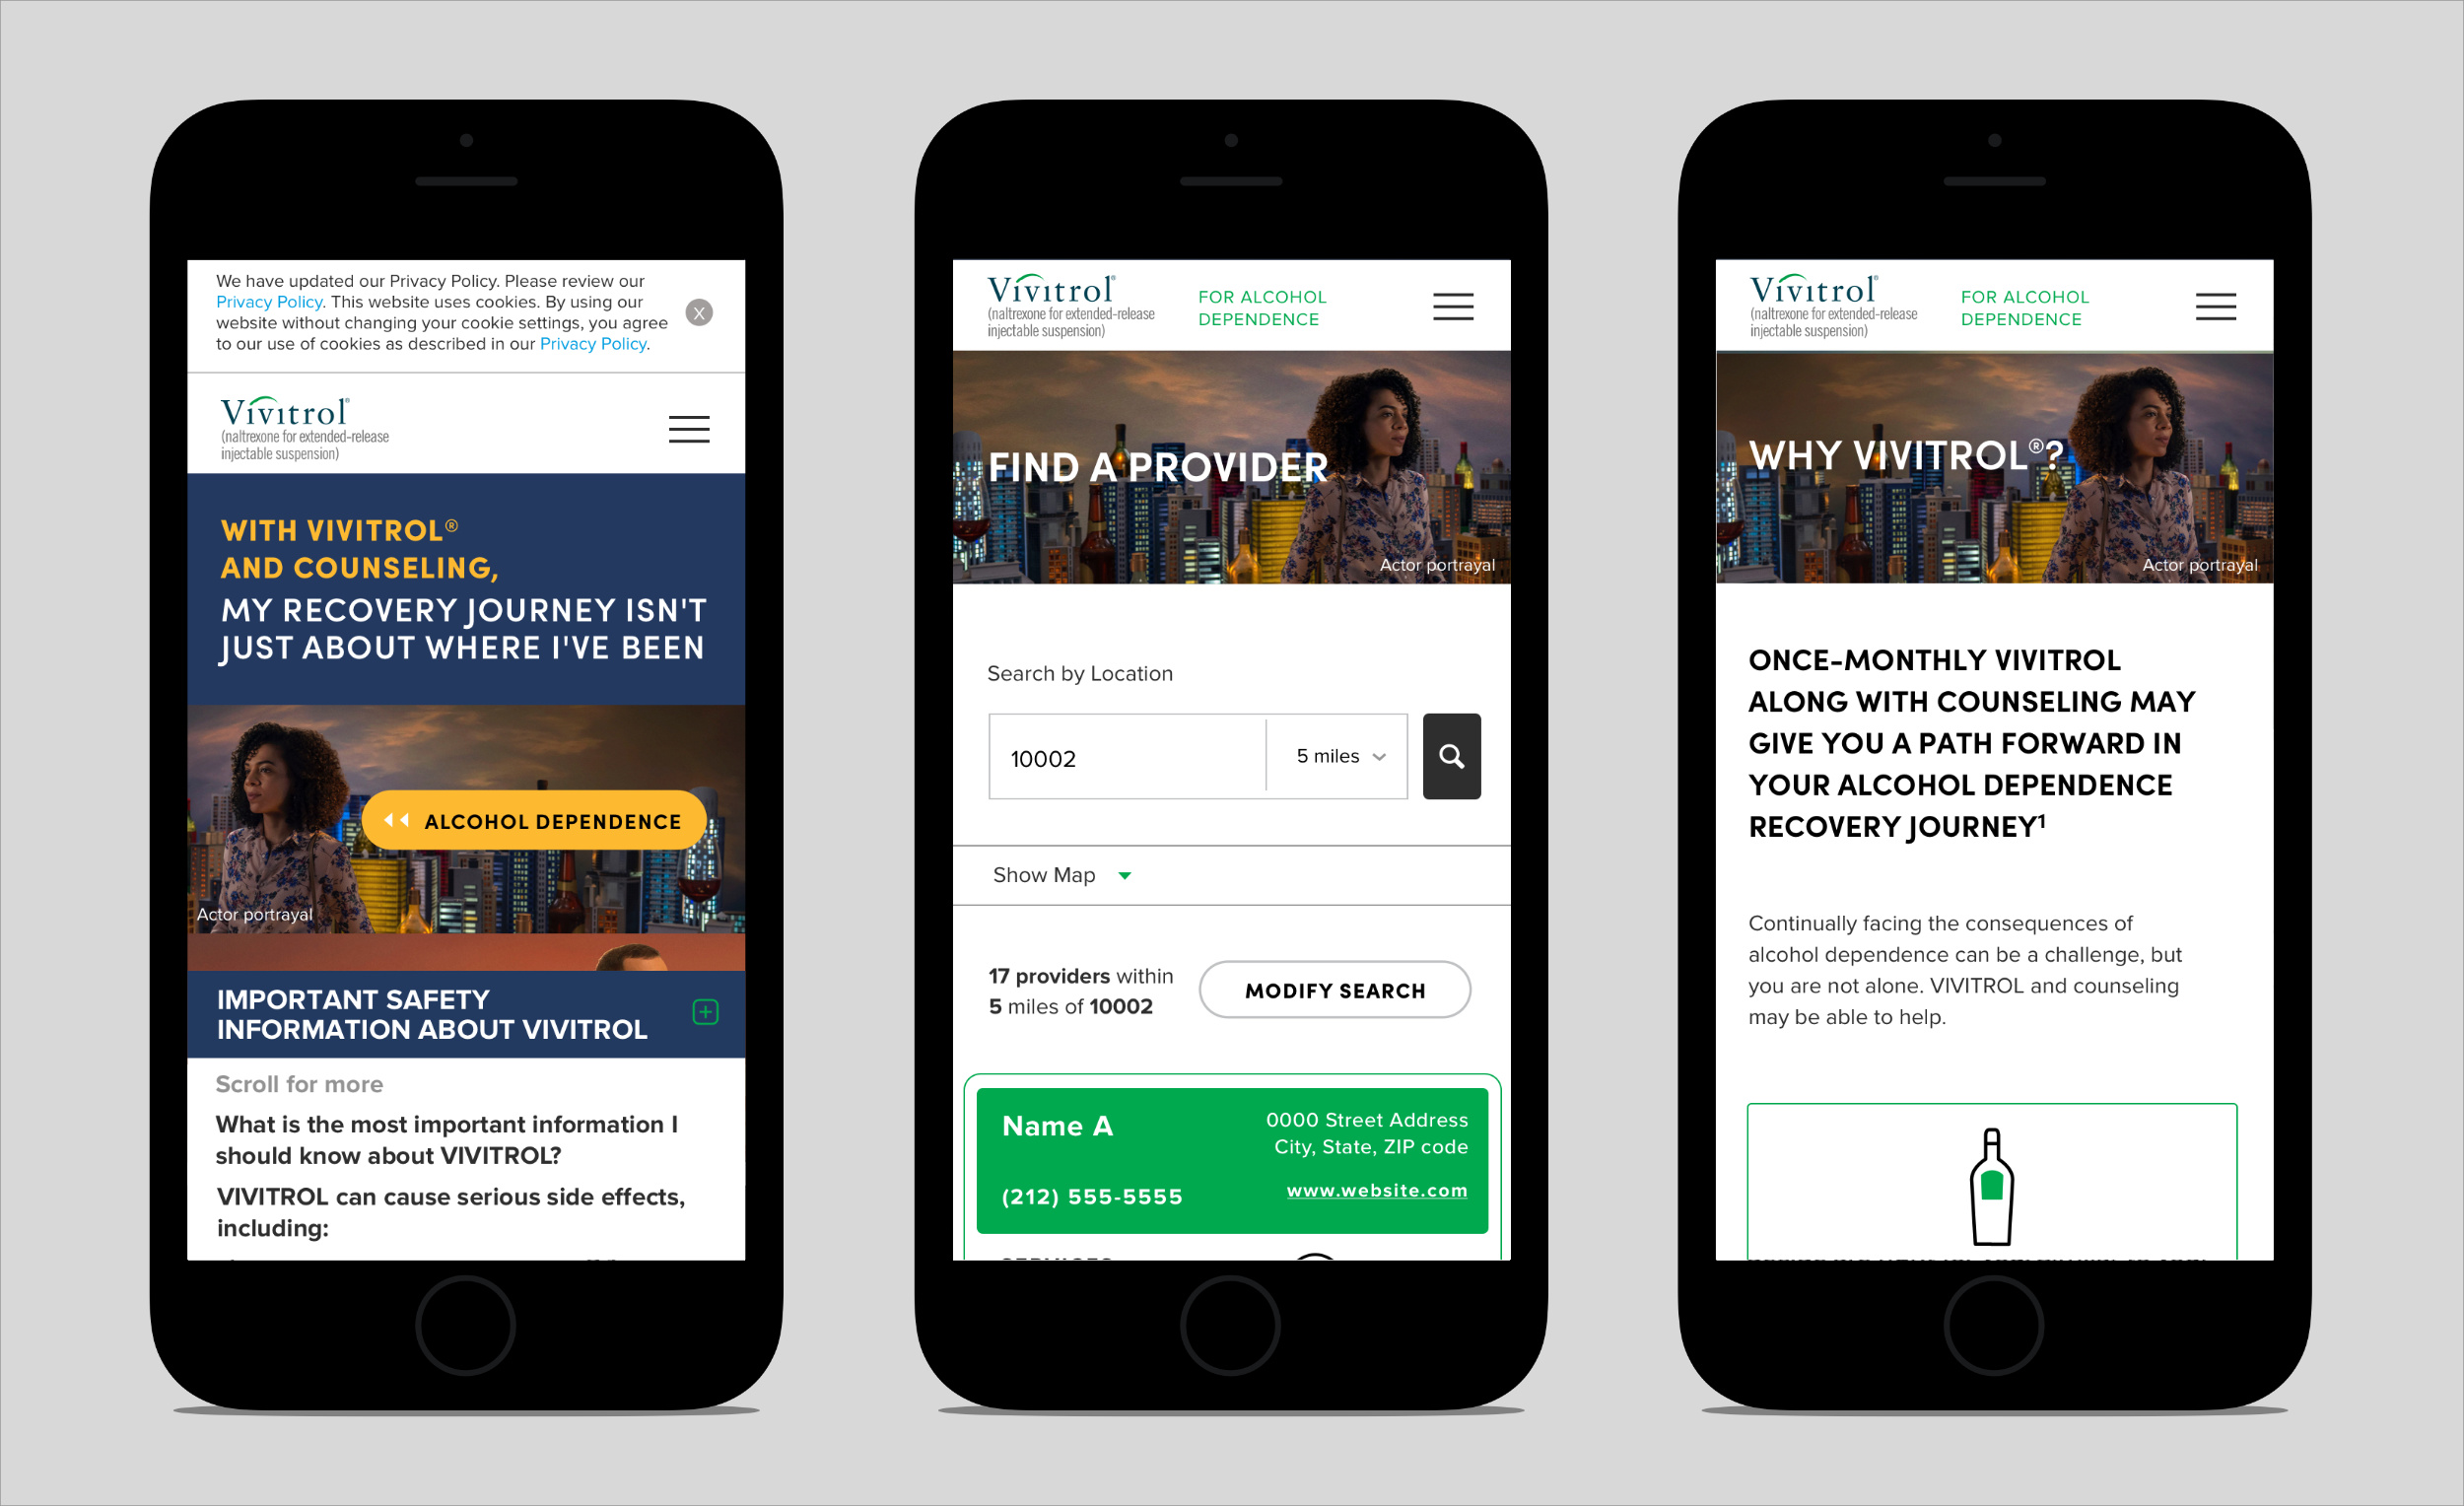 We have updated our Privacy Policy. Please review our
Privacy Policy. This website uses cookies. By using our
website without changing your cookie settings, you agree
to our use of cookies as described in our Privacy Policy.
X
Vivitrol®
(naltrexone for extended-release
injectable suspension)
WITH VIVITROL®
AND COUNSELING,
MY RECOVERY JOURNEY ISN'T
JUST ABOUT WHERE I'VE BEEN
ALCOHOL DEPENDENCE
Actor portrayal
IMPORTANT SAFETY
INFORMATION ABOUT VIVITROL
Scroll for more
What is the most important information I
should know about VIVITROL?
VIVITROL can cause serious side effects,
including:
Vivitrol®
(naltrexone for extended-release
injectable suspension)
FOR ALCOHOL
DEPENDENCE
FIND A PROVIDER
Actor portrayal
Search by Location
10002
5 miles
Show Map
17 providers within
5 miles of 10002
MODIFY SEARCH
Name A
0000 Street Address
City, State, ZIP code
(212) 555-5555
www.website.com
Vivitrol®
(naltrexone for extended-release
injectable suspension)
FOR ALCOHOL
DEPENDENCE
WHY VIVITROL®?
Actor portrayal
ONCE-MONTHLY VIVITROL
ALONG WITH COUNSELING MAY
GIVE YOU A PATH FORWARD IN
YOUR ALCOHOL DEPENDENCE
RECOVERY JOURNEY¹
Continually facing the consequences of
alcohol dependence can be a challenge, but
you are not alone. VIVITROL and counseling
may be able to help.